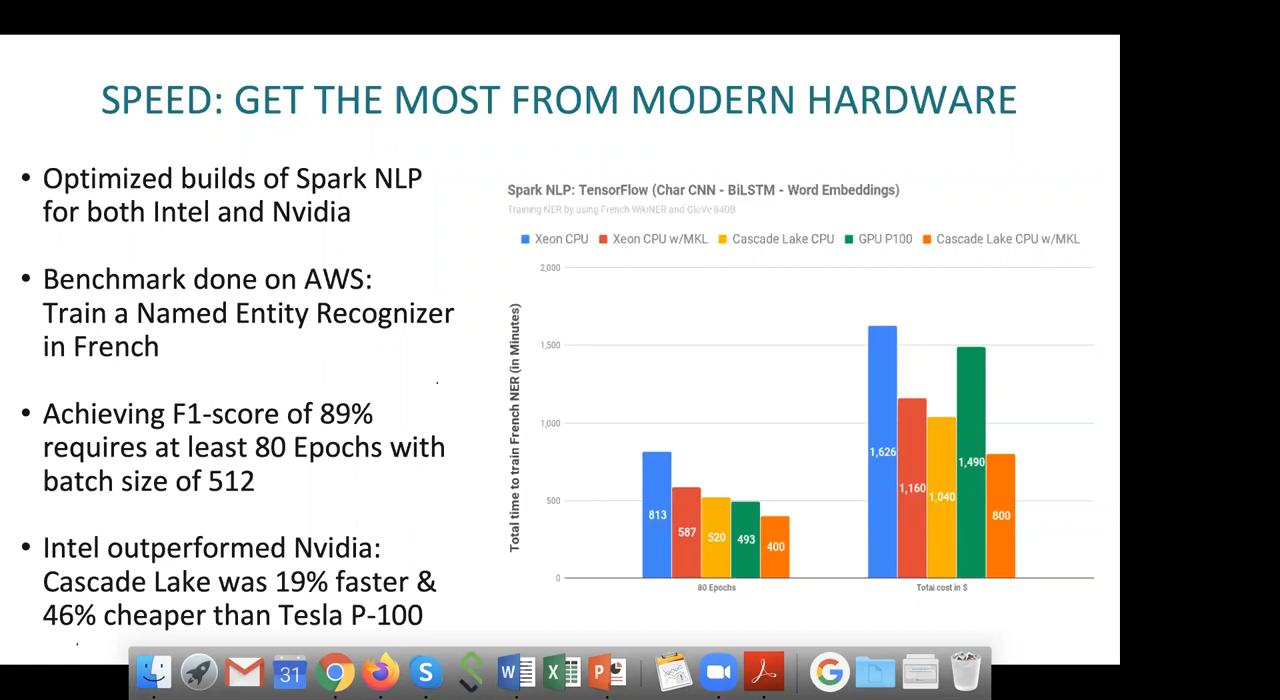 SPEED: GET THE MOST FROM MODERN HARDWARE
• Optimized builds of Spark NLP
for both Intel and Nvidia
• Benchmark done on AWS:
Train a Named Entity Recognizer
in French
• Achieving F1-score of 89%
requires at least 80 Epochs with
batch size of 512
• Intel outperformed Nvidia:
Cascade Lake was 19% faster &
46% cheaper than Tesla P-100
Spark NLP: TensorFlow (Char CNN - BiLSTM - Word Embeddings)
Training NER by using French WikiNER and GloVe 840B
Xeon CPU Xeon CPU w/MKL Cascade Lake CPU GPU P100 Cascade Lake CPU w/MKL
Total time to train French NER (in Minutes)
2,000
1,500
1,000
500
0
813
587
520
493
400
1,626
1,160
1,040
1,490
800
80 Epochs
Total cost in $
31
S
W
X
P
G